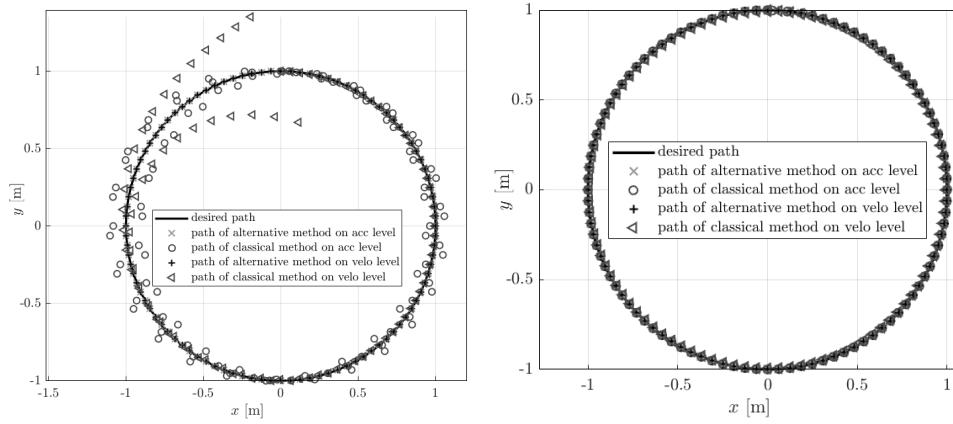 1
0.5
0
-0.5
-1
y [m]
desired path
path of alternative method on acc level
path of classical method on acc level
path of alternative method on velo level
path of classical method on velo level
-1.5
-1
-0.5
0
0.5
1
x [m]
1
0.5
0
-0.5
-1
y [m]
desired path
path of alternative method on acc level
path of classical method on acc level
path of alternative method on velo level
path of classical method on velo level
-1
-0.5
0
0.5
1
x [m]